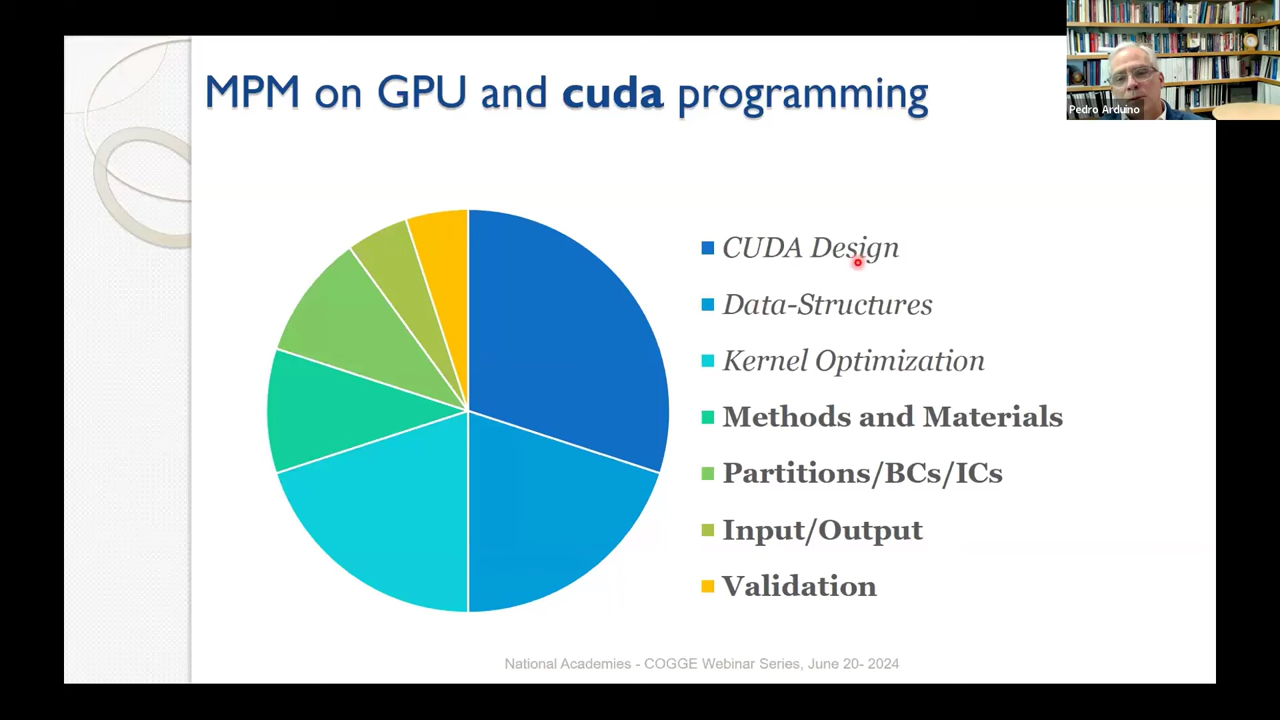 MPM on GPU and cuda programming
Pedro Arduino
CUDA Design
Data-Structures
Kernel Optimization
Methods and Materials
Partitions/BCs/ICs
Input/Output
Validation
National Academies - COGGE Webinar Series, June 20- 2024